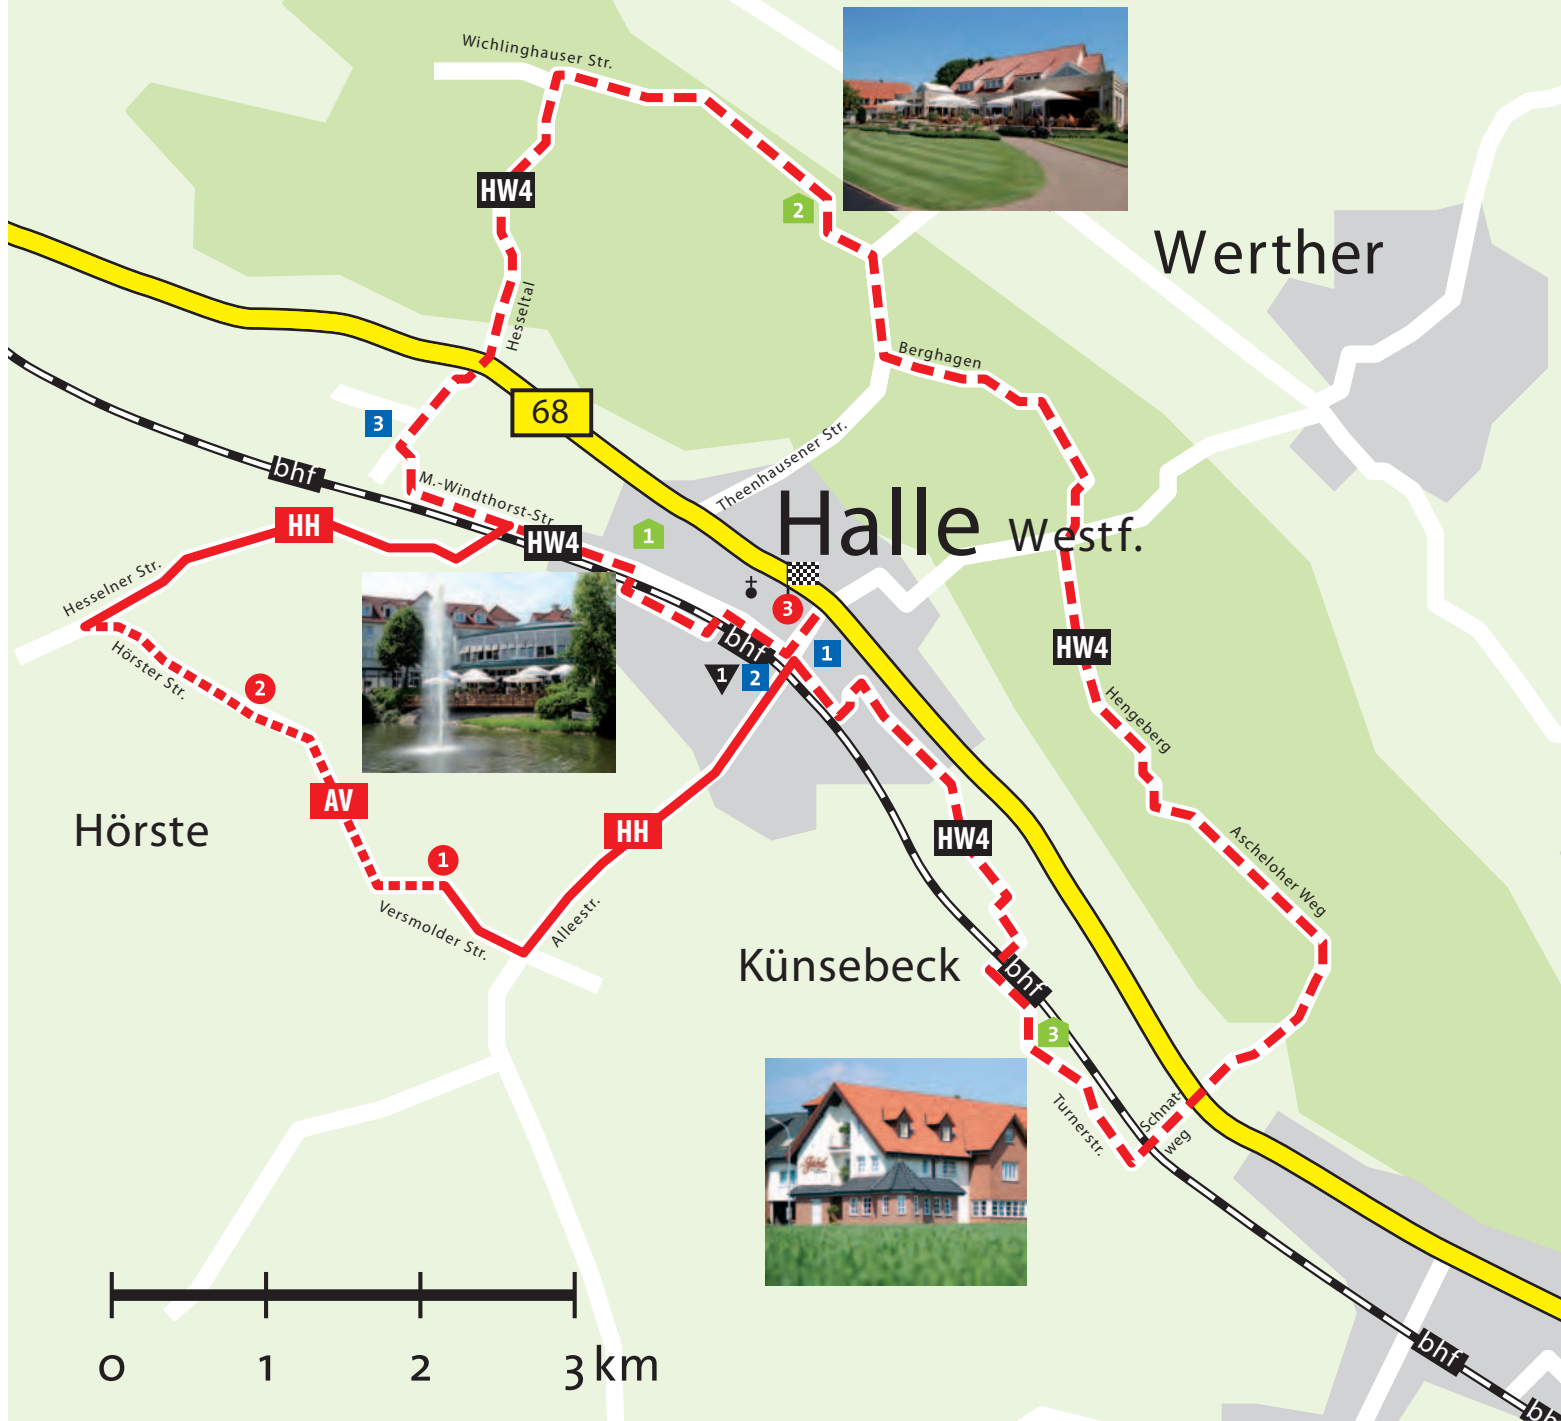 Wichlinghauser Str.
HW4
2
Werther
Hesseltal
Berghagen
68
3
bhf
M.-Windthorst-Str.
Theenhausener Str.
HH
HW4
1
Halle Westf.
Hesselner Str.
3
bhf
1
1
2
HW4
Hörster Str.
2
Hengeberg
AV
Hörste
HH
HW4
Ascheloher Weg
1
Versmolder Str.
Alleestr.
Künsebeck
bhf
3
Turnerstr.
Schnat-
weg
0 1 2 3 km
bhf
bhf